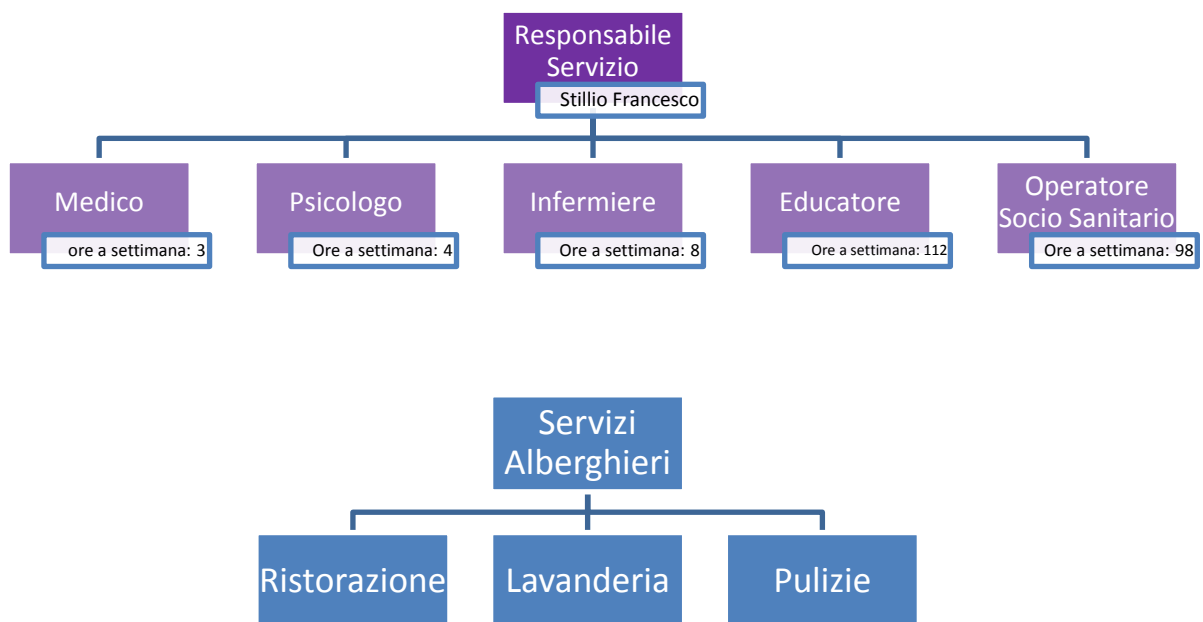 Responsabile
Servizio
Stillio Francesco
Medico
ore a settimana: 3
Psicologo
Ore a settimana: 4
Infermiere
Ore a settimana: 8
Educatore
Ore a settimana: 112
Operatore
Socio Sanitario
Ore a settimana: 98
Servizi
Alberghieri
Ristorazione
Lavanderia
Pulizie